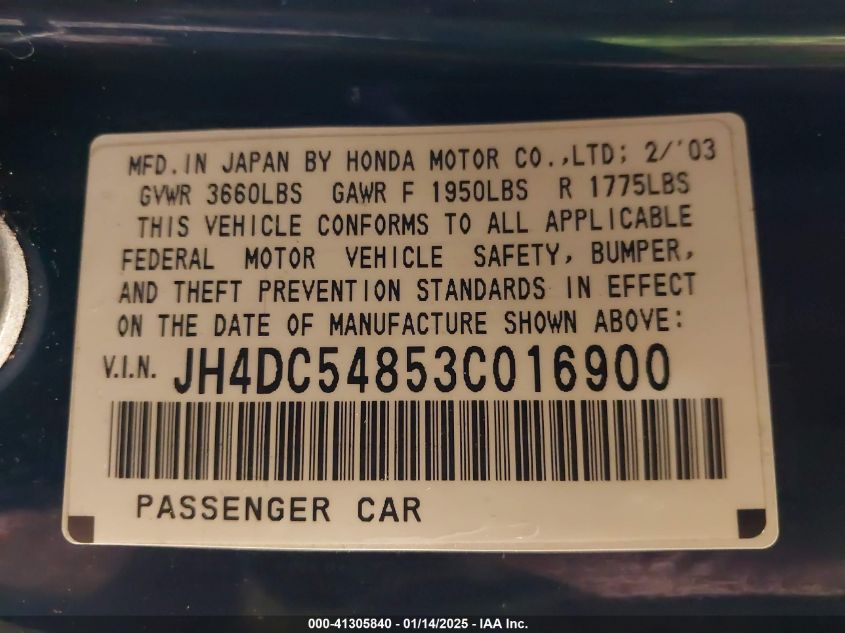 MFD. IN JAPAN BY HONDA MOTOR CO.,LTD; 2/'03
GVWR 3660LBS GAWR F 1950LBS R 1775LBS
THIS VEHICLE CONFORMS TO ALL APPLICABLE
FEDERAL MOTOR VEHICLE SAFETY, BUMPER,
AND THEFT PREVENTION STANDARDS IN EFFECT
ON THE DATE OF MANUFACTURE SHOWN ABOVE:
V.I.N. JH4DC54853C016900
PASSENGER CAR
000-41305840 - 01/14/2025 - IAA Inc.